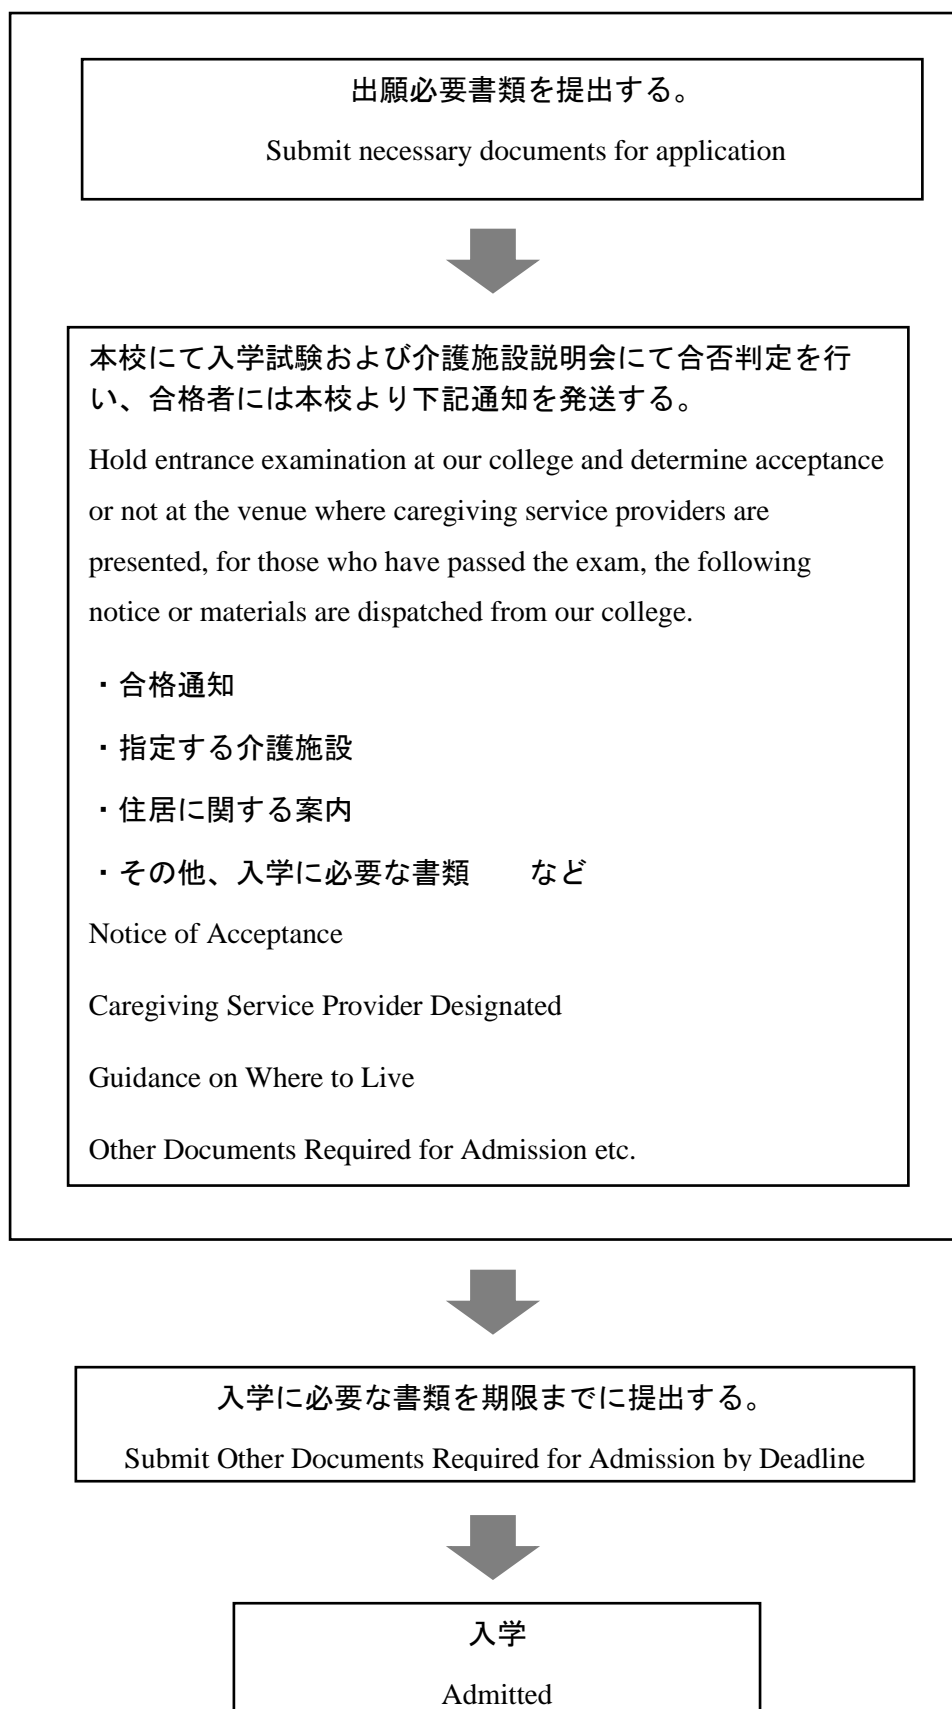 出願必要書類を提出する。
Submit necessary documents for application
本校にて入学試験および介護施設説明会にて合否判定を行
い、合格者には本校より下記通知を発送する。
Hold entrance examination at our college and determine acceptance
or not at the venue where caregiving service providers are
presented, for those who have passed the exam, the following
notice or materials are dispatched from our college.
・合格通知
・指定する介護施設
・住居に関する案内
・その他、入学に必要な書類　　など
Notice of Acceptance
Caregiving Service Provider Designated
Guidance on Where to Live
Other Documents Required for Admission etc.
入学に必要な書類を期限までに提出する。
Submit Other Documents Required for Admission by Deadline
入学
Admitted